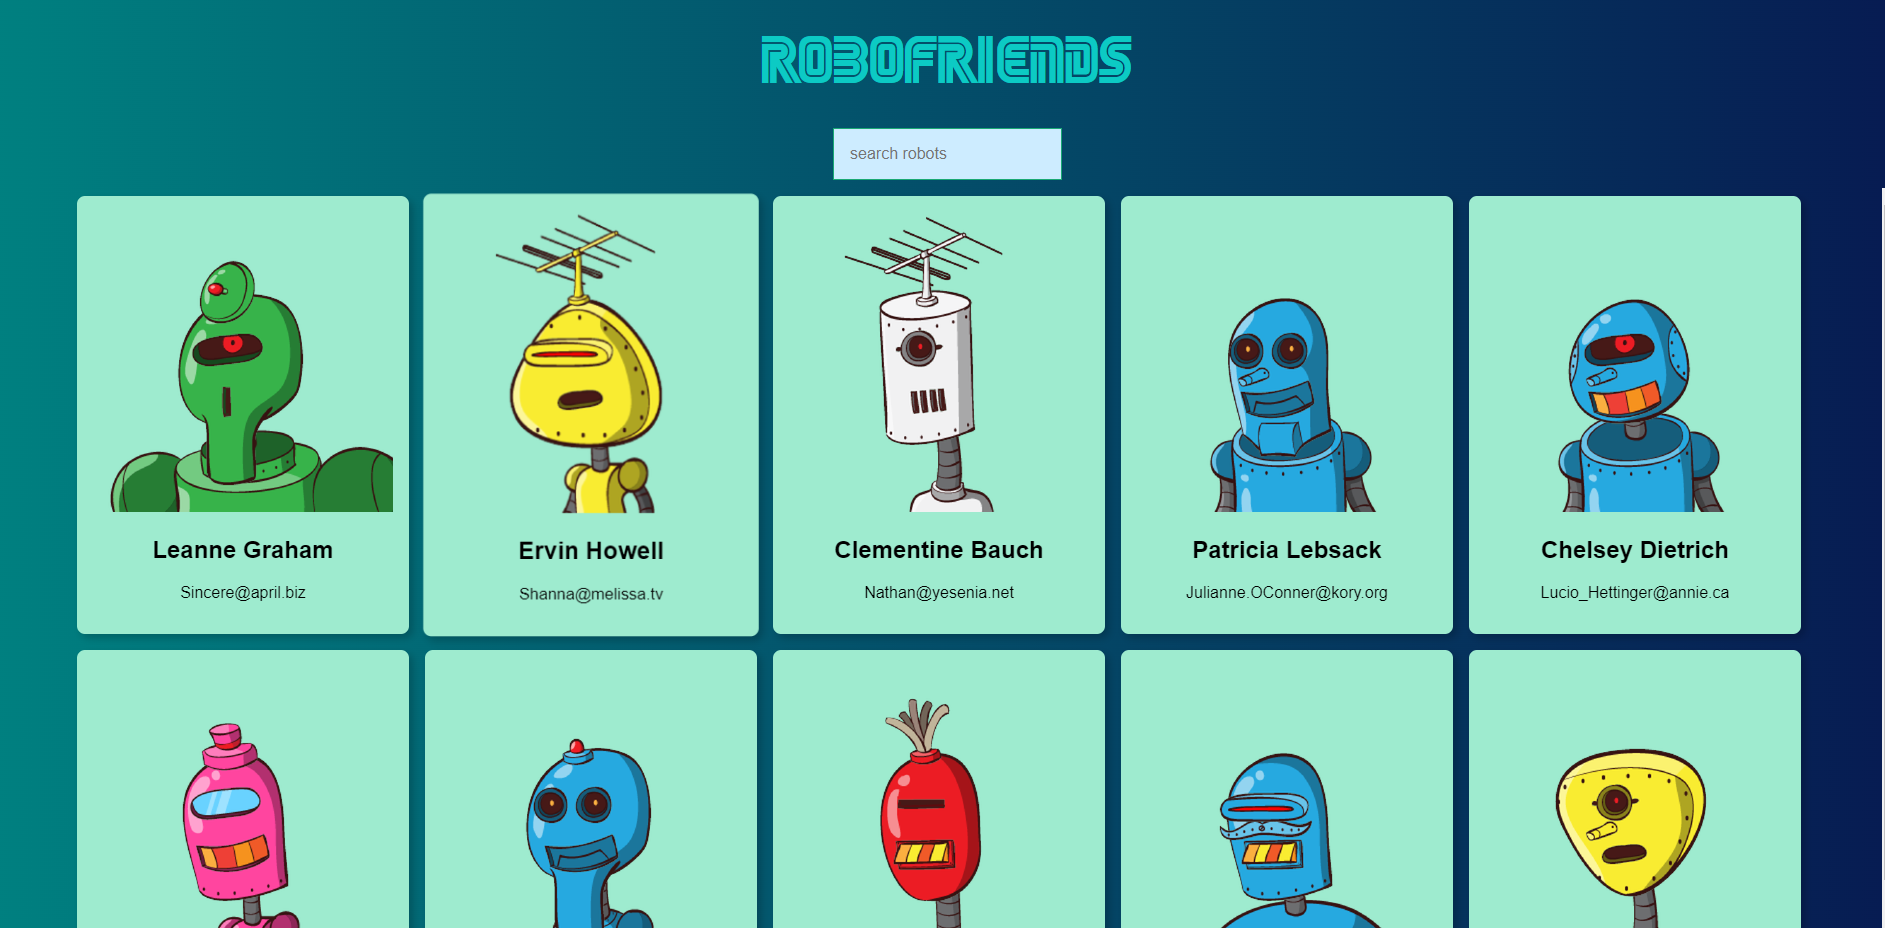 ROBOFRIENDS
search robots
Leanne Graham
Sincere@april.biz
Ervin Howell
Shanna@melissa.tv
Clementine Bauch
Nathan@yesenia.net
Patricia Lebsack
Julianne.OConner@kory.org
Chelsey Dietrich
Lucio_Hettinger@annie.ca